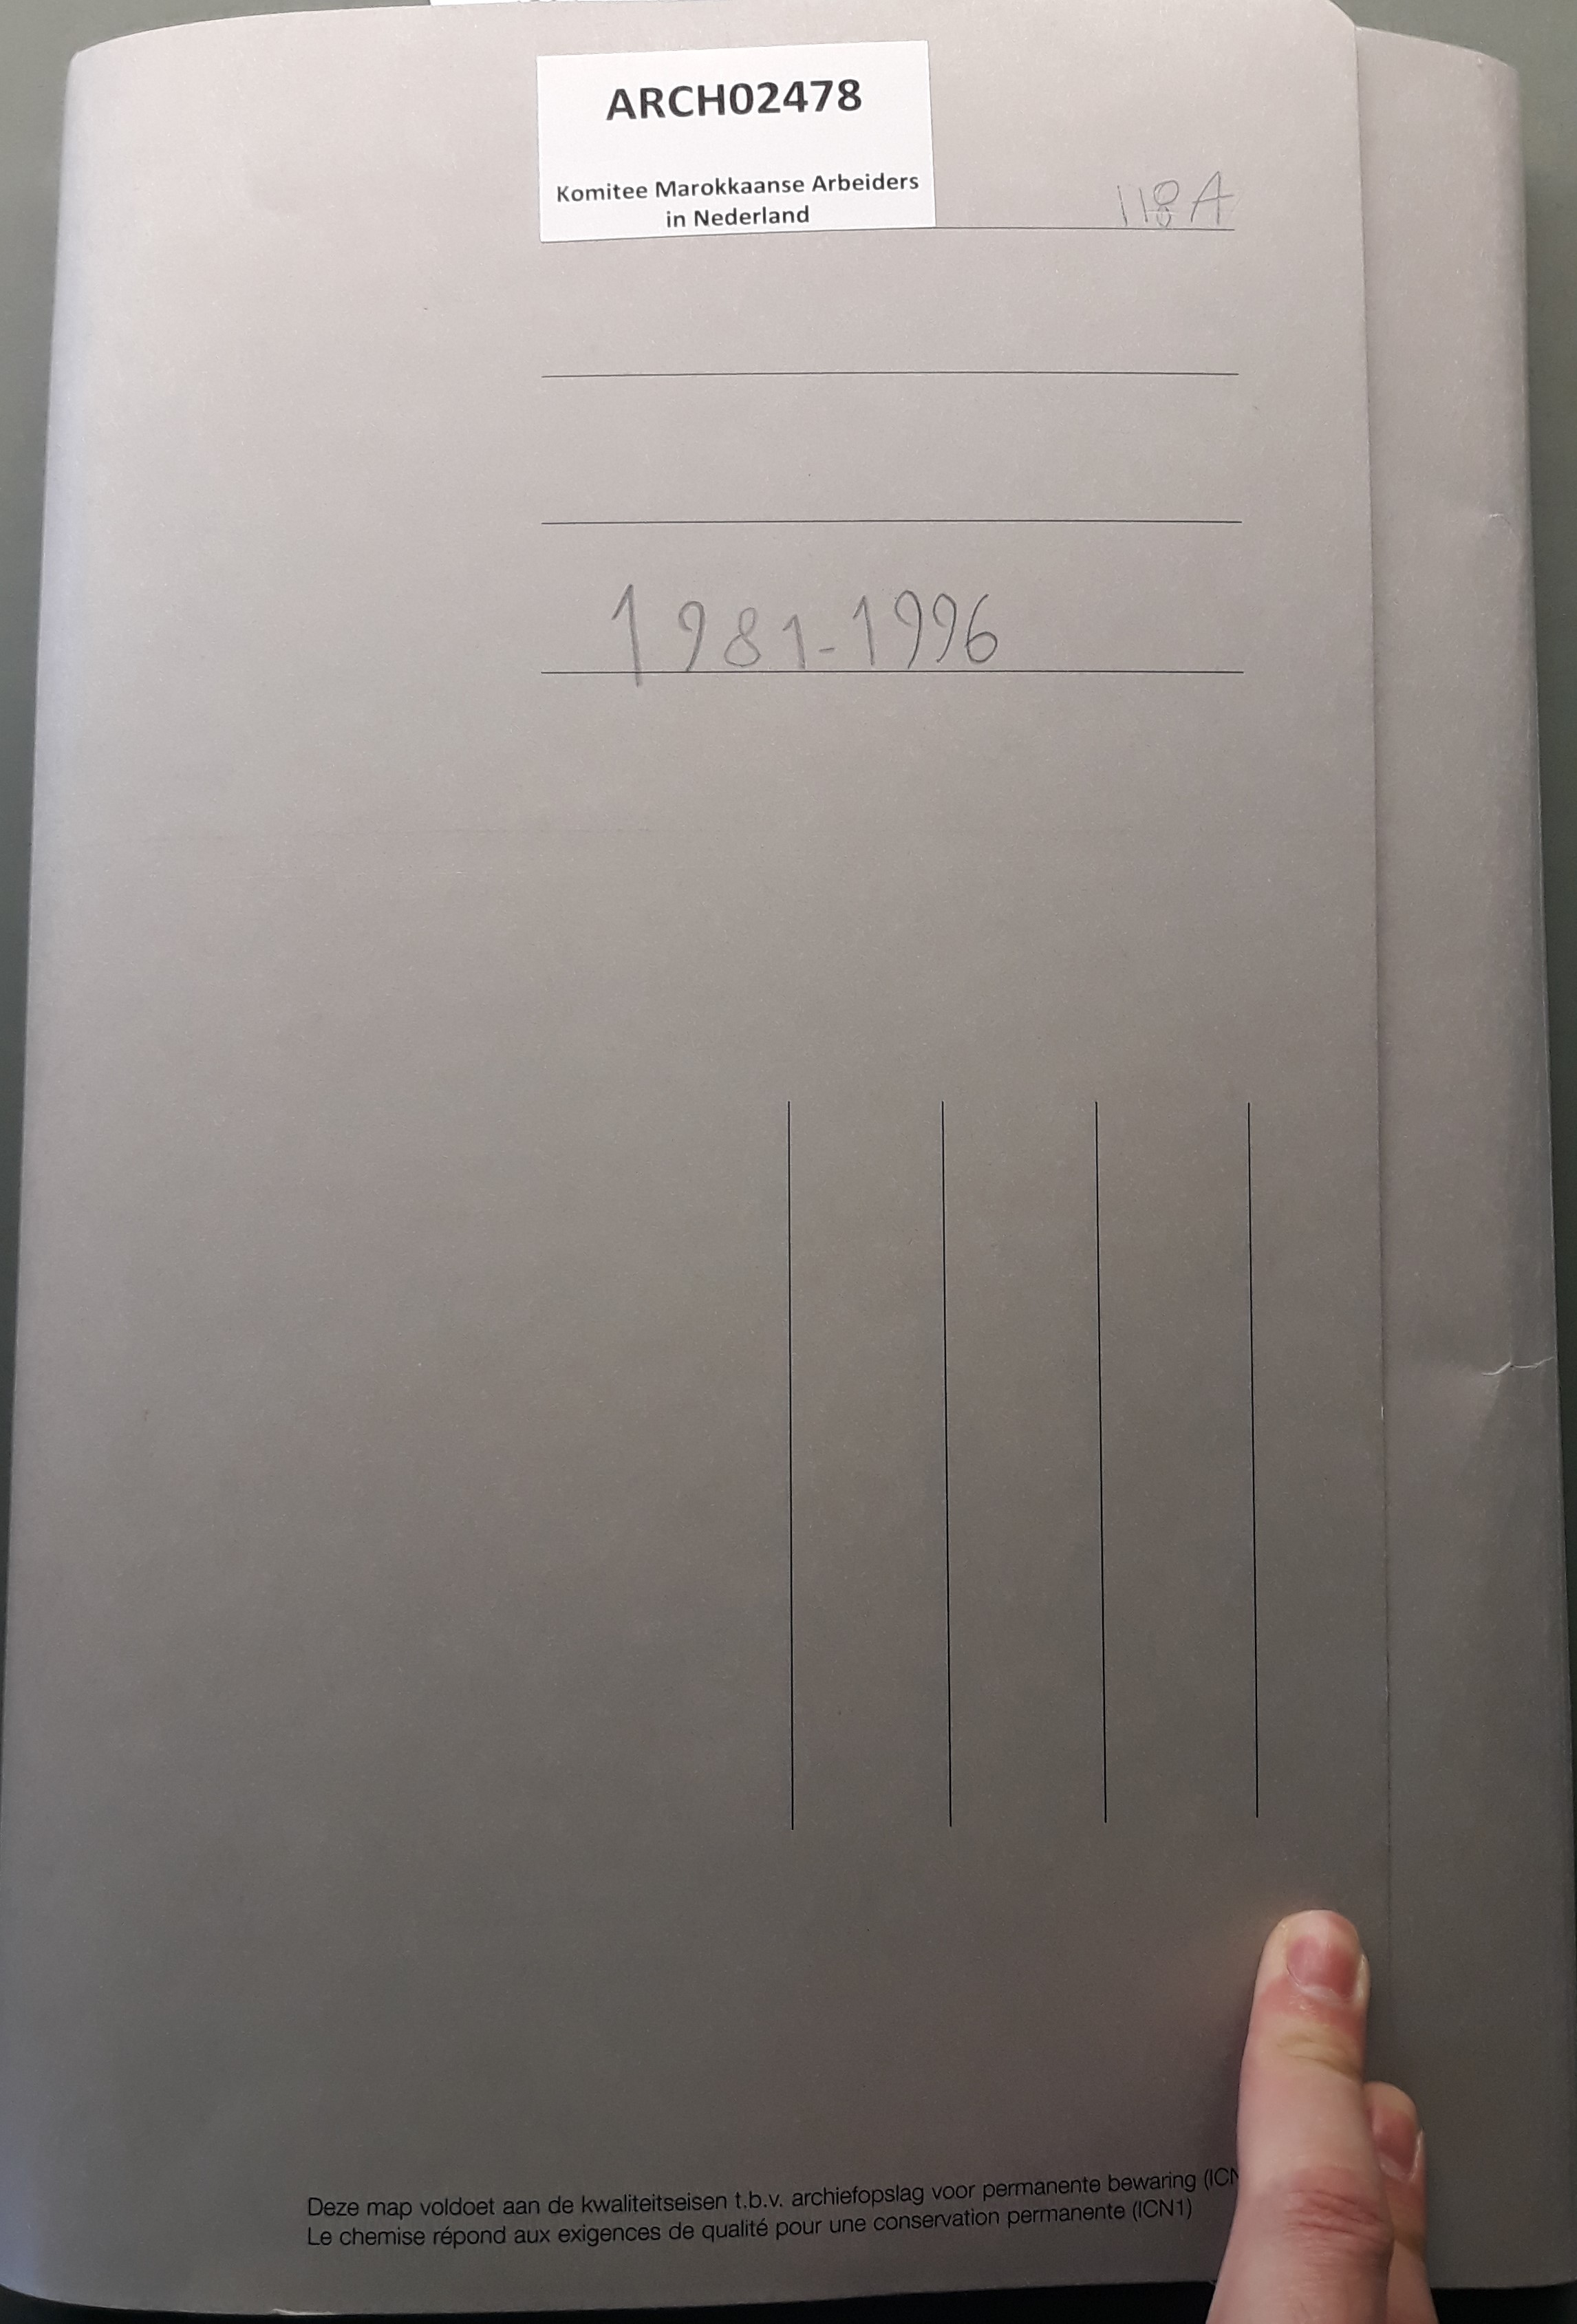 ARCH02478
Komitee Marokkaanse Arbeiders
in Nederland
118A
1981-1996
Deze map voldoet aan de kwaliteitseisen t.b.v. archiefopslag voor permanente bewaring (ICN
Le chemise répond aux exigences de qualité pour une conservation permanente (ICN1)